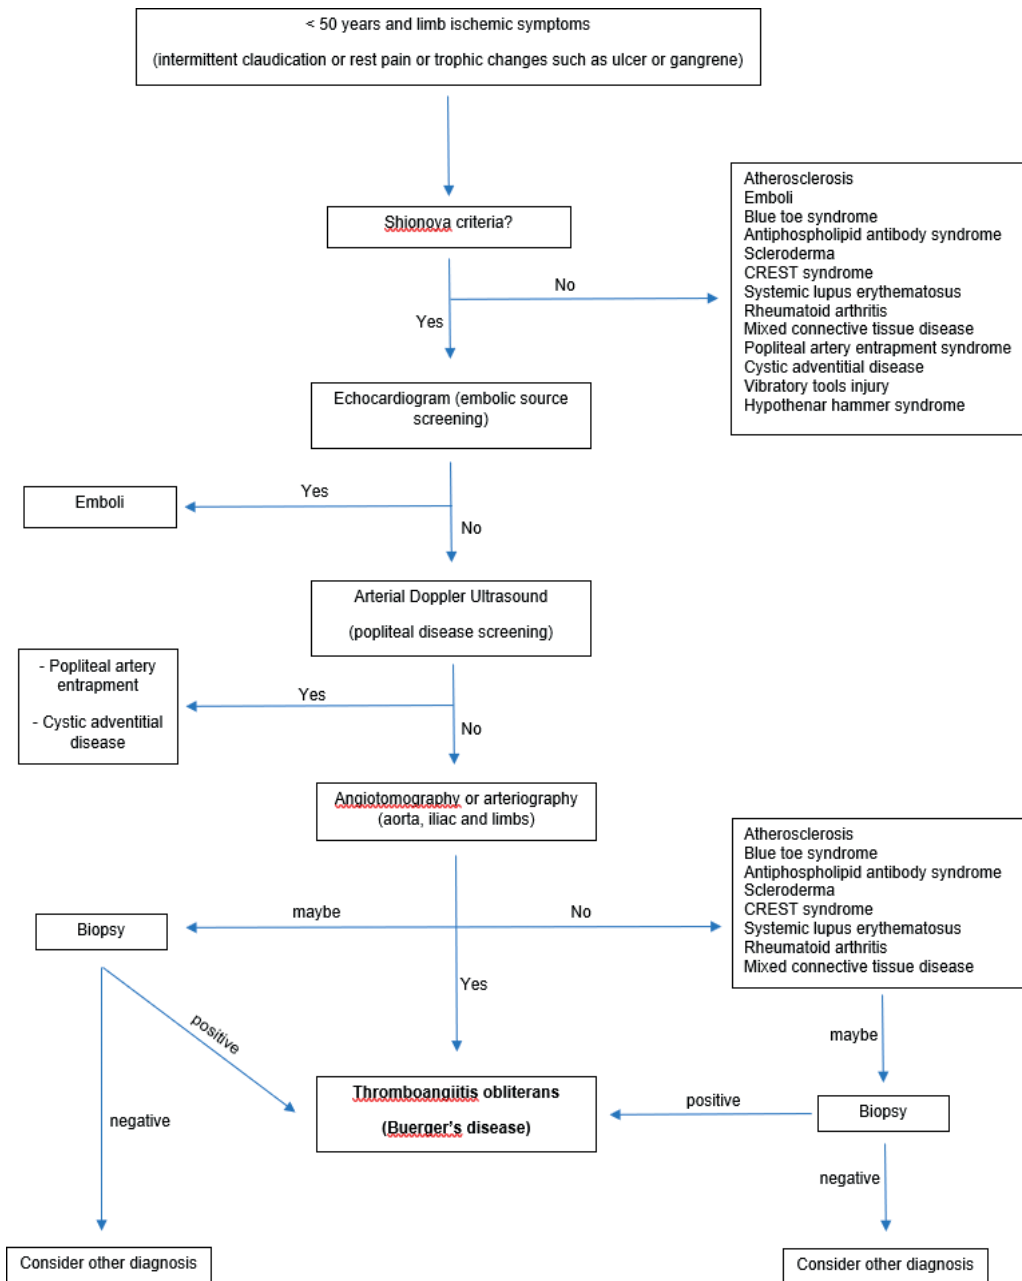 < 50 years and limb ischemic symptoms
(intermittent claudication or rest pain or trophic changes such as ulcer or gangrene)
Shionoya criteria?
No
Yes
Atherosclerosis
Emboli
Blue toe syndrome
Antiphospholipid antibody syndrome
Scleroderma
CREST syndrome
Systemic lupus erythematosus
Rheumatoid arthritis
Mixed connective tissue disease
Popliteal artery entrapment syndrome
Cystic adventitial disease
Vibratory tools injury
Hypothenar hammer syndrome
Echocardiogram (embolic source
screening)
Yes
Emboli
No
Arterial Doppler Ultrasound
(popliteal disease screening)
- Popliteal artery
entrapment
- Cystic adventitial
disease
Yes
No
Angiotomography or arteriography
(aorta, iliac and limbs)
Atherosclerosis
Blue toe syndrome
Antiphospholipid antibody syndrome
Scleroderma
CREST syndrome
Systemic lupus erythematosus
Rheumatoid arthritis
Mixed connective tissue disease
maybe
No
Biopsy
Yes
positive
maybe
Thromboangiitis obliterans
(Buerger's disease)
positive
Biopsy
negative
negative
Consider other diagnosis
Consider other diagnosis